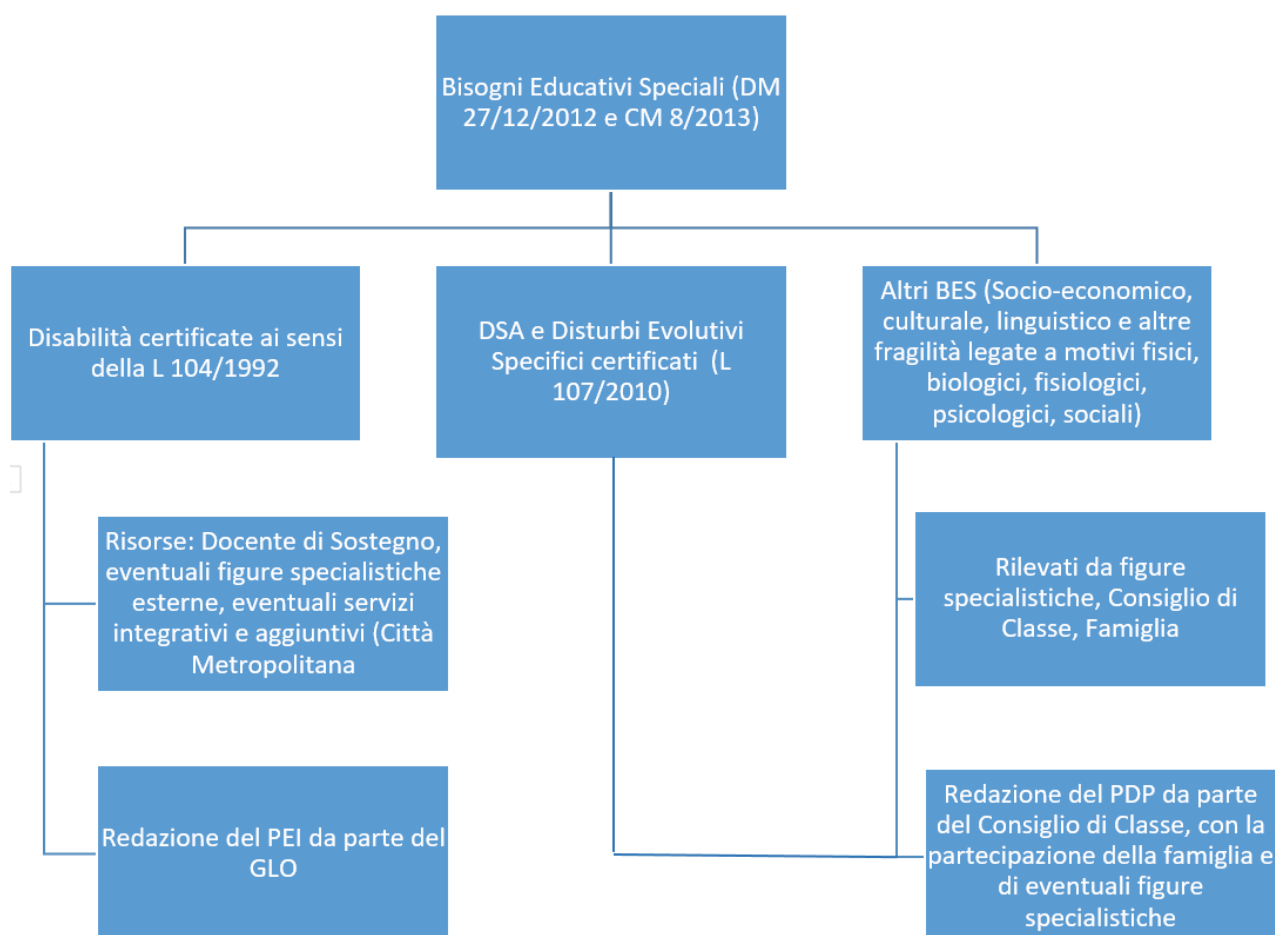 Bisogni Educativi Speciali (DM
27/12/2012 e CM 8/2013)
Disabilità certificate ai sensi
della L 104/1992
DSA e Disturbi Evolutivi
Specifici certificati  (L
107/2010)
Altri BES (Socio-economico,
culturale, linguistico e altre
fragilità legate a motivi fisici,
biologici, fisiologici,
psicologici, sociali)
Risorse: Docente di Sostegno,
eventuali figure specialistiche
esterne, eventuali servizi
integrativi e aggiuntivi (Città
Metropolitana
Rilevati da figure
specialistiche, Consiglio di
Classe, Famiglia
Redazione del PEI da parte del
GLO
Redazione del PDP da parte
del Consiglio di Classe, con la
partecipazione della famiglia e
di eventuali figure
specialistiche